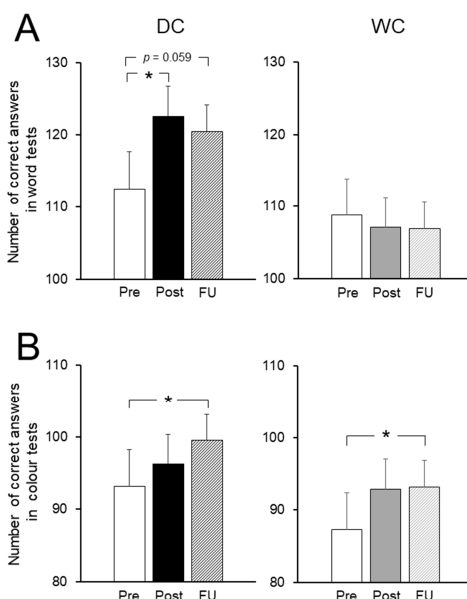 A
DC
WC
Number of correct answers
in word tests
130
120
110
100
p = 0.059
*
Pre Post FU
130
120
110
100
Pre Post FU
B
Number of correct answers
in colour tests
110
100
90
80
*
Pre Post FU
110
100
90
80
*
Pre Post FU